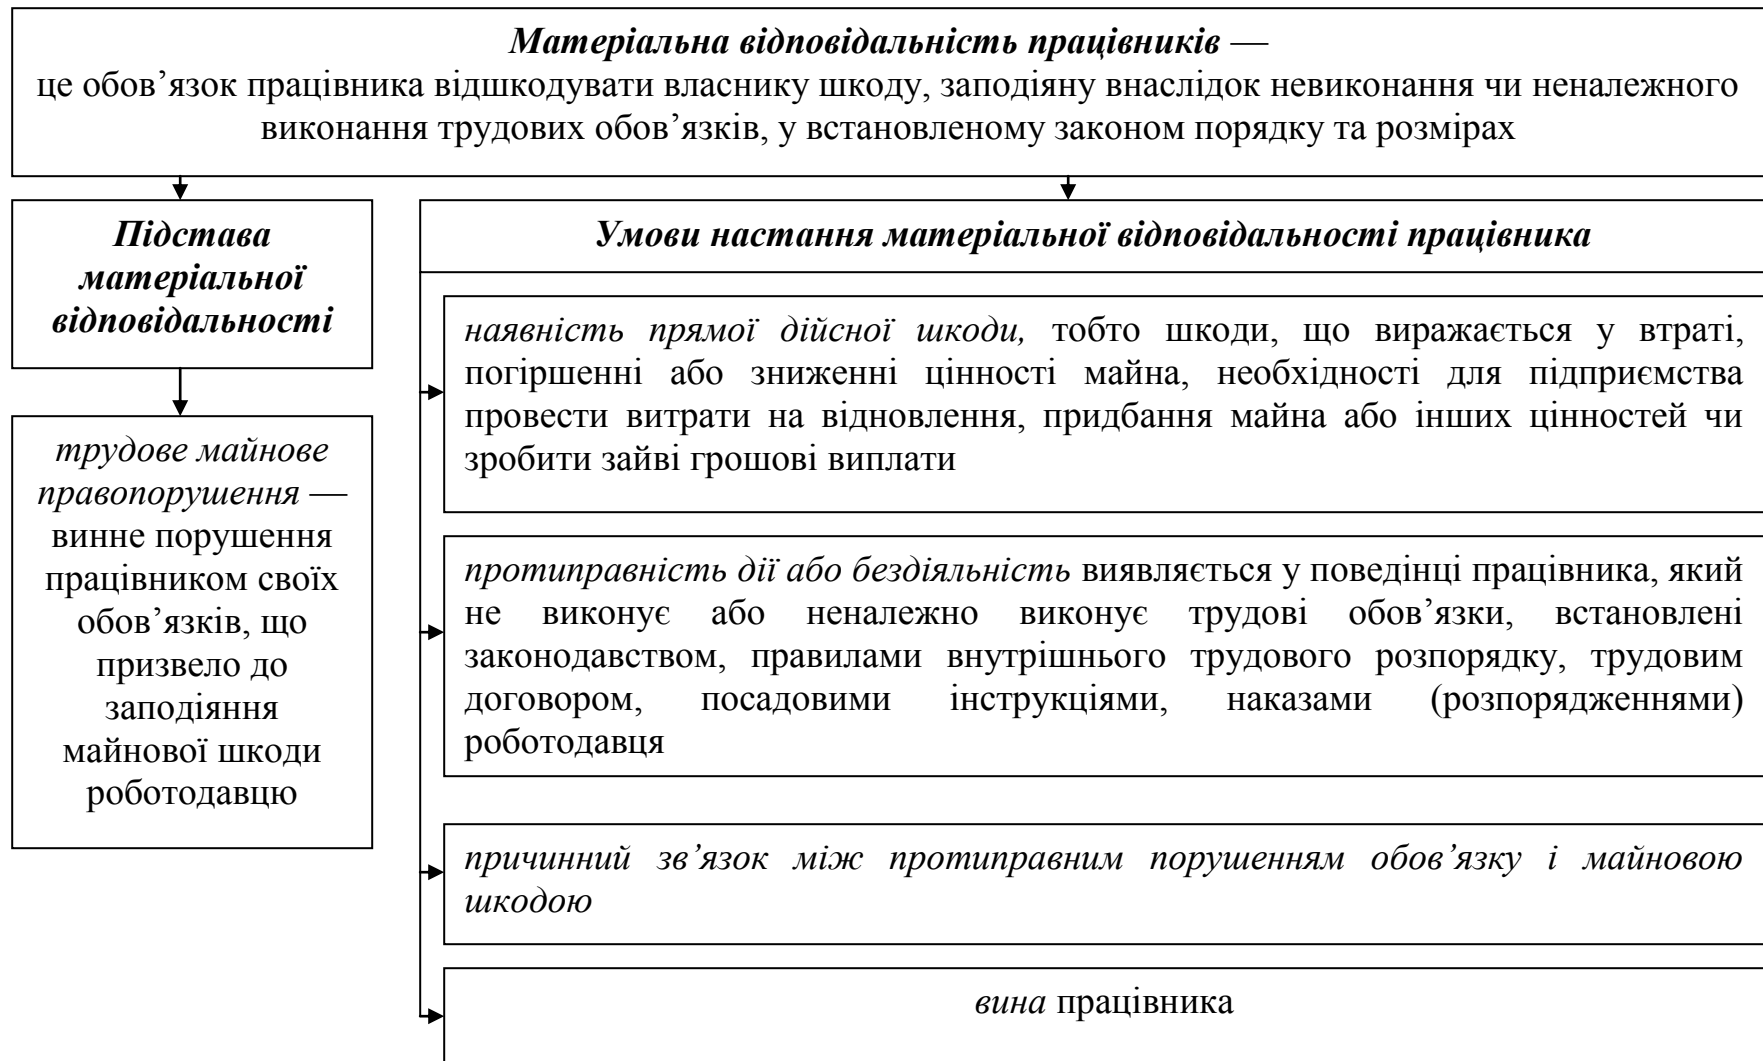 Матеріальна відповідальність працівників —
це обов’язок працівника відшкодувати власнику шкоду, заподіяну внаслідок невиконання чи неналежного
виконання трудових обов’язків, у встановленому законом порядку та розмірах
Підстава
матеріальної
відповідальності
трудове майнове
правопорушення —
винне порушення
працівником своїх
обов’язків, що
призвело до
заподіяння
майнової шкоди
роботодавцю
Умови настання матеріальної відповідальності працівника
наявність прямої дійсної шкоди, тобто шкоди, що виражається у втраті,
погіршенні або зниженні цінності майна, необхідності для підприємства
провести витрати на відновлення, придбання майна або інших цінностей чи
зробити зайві грошові виплати
протиправність дії або бездіяльність виявляється у поведінці працівника, який
не виконує або неналежно виконує трудові обов’язки, встановлені
законодавством, правилами внутрішнього трудового розпорядку, трудовим
договором, посадовими інструкціями, наказами (розпорядженнями)
роботодавця
причинний зв’язок між протиправним порушенням обов’язку і майновою
шкодою
вина працівника